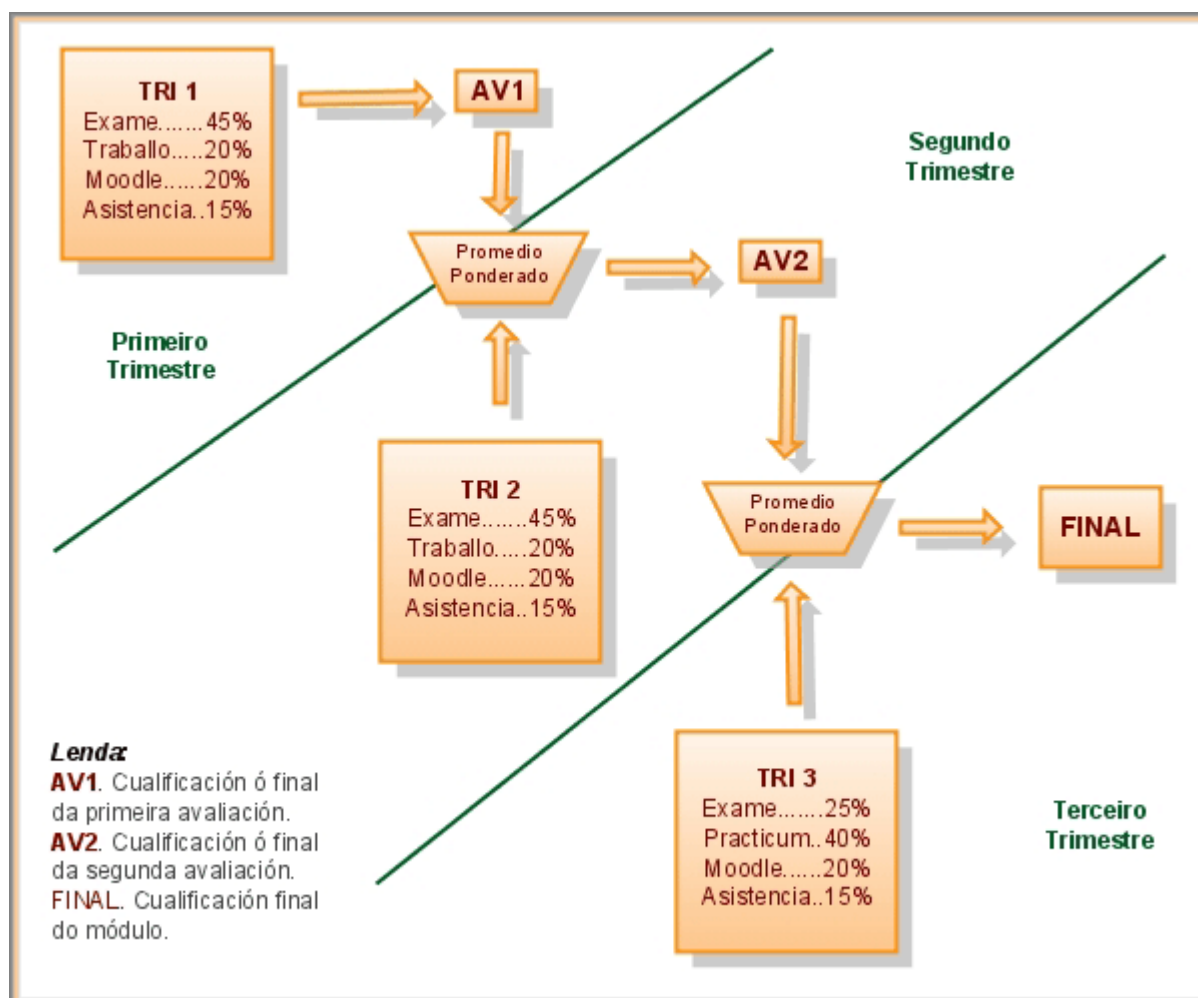 TRI 1
Exame......45%
Traballo.....20%
Moodle......20%
Asistencia..15%
AV1
Segundo
Trimestre
Promedio
Ponderado
AV2
Primeiro
Trimestre
TRI 2
Exame.......45%
Traballo.....20%
Moodle......20%
Asistencia..15%
Promedio
Ponderado
FINAL
TRI 3
Exame.......25%
Practicum..40%
Moodle......20%
Asistencia..15%
Terceiro
Trimestre
Lenda:
AV1. Cualificación ó final
da primeira avaliación.
AV2. Cualificación ó final
da segunda avaliación.
FINAL. Cualificación final
do módulo.